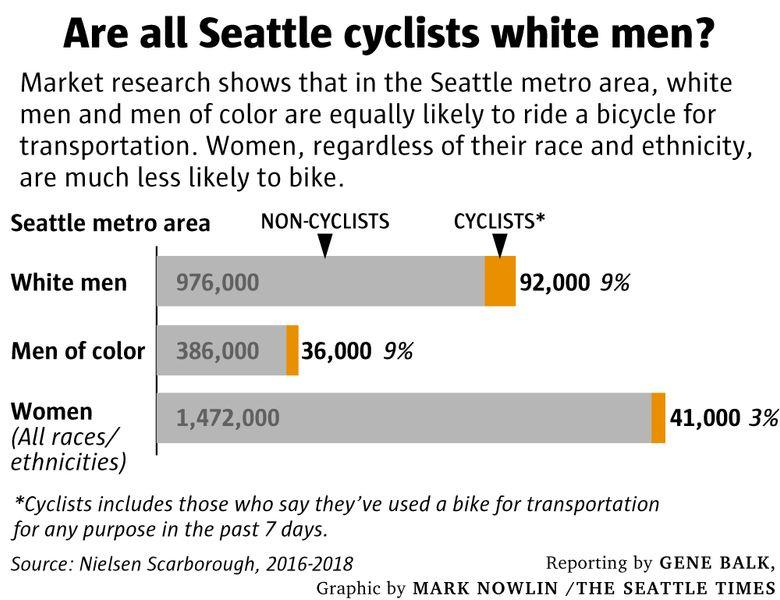 Are all Seattle cyclists white men?
Market research shows that in the Seattle metro area, white
men and men of color are equally likely to ride a bicycle for
transportation. Women, regardless of their race and ethnicity,
are much less likely to bike.
Seattle metro area NON-CYCLISTS CYCLISTS*
White men 976,000 92,000 9%
Men of color 386,000 36,000 9%
Women 1,472,000 41,000 3%
(All races/
ethnicities)
*Cyclists includes those who say they've used a bike for transportation
for any purpose in the past 7 days.
Source: Nielsen Scarborough, 2016-2018 Reporting by GENE BALK,
Graphic by MARK NOWLIN /THE SEATTLE TIMES